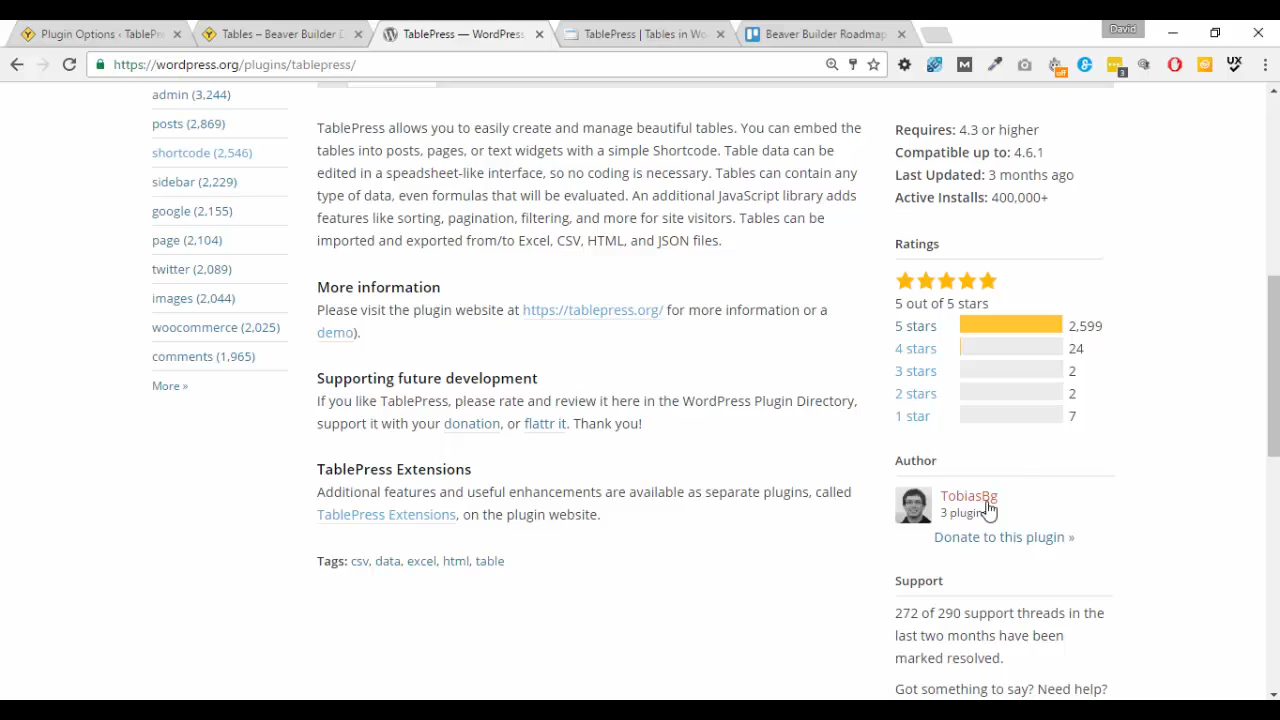 Plugin Options ‹ TablePre
Tables – Beaver Builder D
TablePress — WordPress
TablePress | Tables in Wo
Beaver Builder Roadmap
David
https://wordpress.org/plugins/tablepress/
off
3
UX
admin (3,244)
posts (2,869)
shortcode (2,546)
sidebar (2,229)
google (2,155)
page (2,104)
twitter (2,089)
images (2,044)
woocommerce (2,025)
comments (1,965)
More »
TablePress allows you to easily create and manage beautiful tables. You can embed the
tables into posts, pages, or text widgets with a simple Shortcode. Table data can be
edited in a speadsheet-like interface, so no coding is necessary. Tables can contain any
type of data, even formulas that will be evaluated. An additional JavaScript library adds
features like sorting, pagination, filtering, and more for site visitors. Tables can be
imported and exported from/to Excel, CSV, HTML, and JSON files.
More information
Please visit the plugin website at https://tablepress.org/ for more information or a
demo).
Supporting future development
If you like TablePress, please rate and review it here in the WordPress Plugin Directory,
support it with your donation, or flattr it. Thank you!
TablePress Extensions
Additional features and useful enhancements are available as separate plugins, called
TablePress Extensions, on the plugin website.
Tags: csv, data, excel, html, table
Requires: 4.3 or higher
Compatible up to: 4.6.1
Last Updated: 3 months ago
Active Installs: 400,000+
Ratings
5 out of 5 stars
5 stars 2,599
4 stars 24
3 stars 2
2 stars 2
1 star 7
Author
TobiasBg
3 plugin
Donate to this plugin »
Support
272 of 290 support threads in the
last two months have been
marked resolved.
Got something to say? Need help?